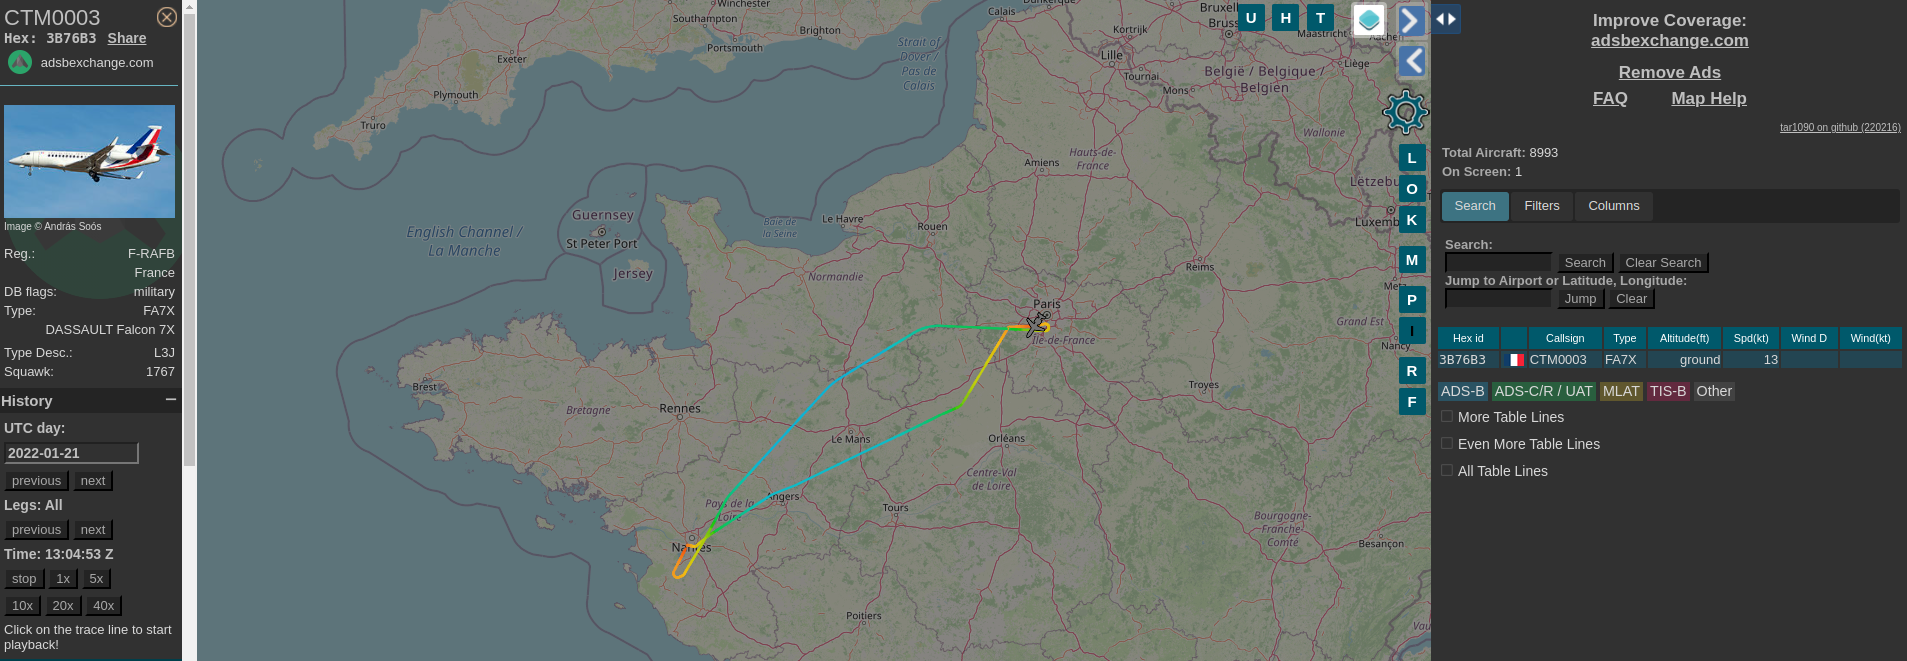 CTM0003
Hex: 3B76B3 Share
adsbexchange.com
Image © András Soós
Reg.: F-RAFB
France
DB flags: military
Type: FA7X
DASSAULT Falcon 7X
Type Desc.: L3J
Squawk: 1767
History
UTC day:
2022-01-21
previous next
Legs: All
previous next
Time: 13:04:53 Z
stop 1x 5x
10x 20x 40x
Click on the trace line to start
playback!
Winchester
Southampton
Exeter
Portsmouth
Brighton
Plymouth
Truro
Strait of
Dover /
Pas de
Calais
Calais
Dunkerque
Kortrijk
Lille
Tournai
Mons
België / Belgique /
Belgien
Maastricht
Aachen
Liège
Wallonie
Amiens
Hauts-de-
France
Lëtzebu
Luxemb
Guernsey
St Peter Port
Jersey
English Channel /
La Manche
Baie de
la Seine
Le Havre
Rouen
Normandie
Reims
Paris
Île-de-France
Grand Est
Nancy
Brest
Bretagne
Rennes
Le Mans
Orléans
Troyes
Centre-Val
de Loire
Angers
Pays de la
Loire
Tours
Nantes
Bourgogne-
Franche-
Comté
Besançon
Poitiers
U H T
L
O
K
M
P
I
R
F
Improve Coverage:
adsbexchange.com
Remove Ads
FAQ Map Help
tar1090 on github (220216)
Total Aircraft: 8993
On Screen: 1
Search Filters Columns
Search:
Search Clear Search
Jump to Airport or Latitude, Longitude:
Jump Clear
Hex id Callsign Type Altitude(ft) Spd(kt) Wind D Wind(kt)
3B76B3 CTM0003 FA7X ground 13
ADS-B ADS-C/R / UAT MLAT TIS-B Other
More Table Lines
Even More Table Lines
All Table Lines